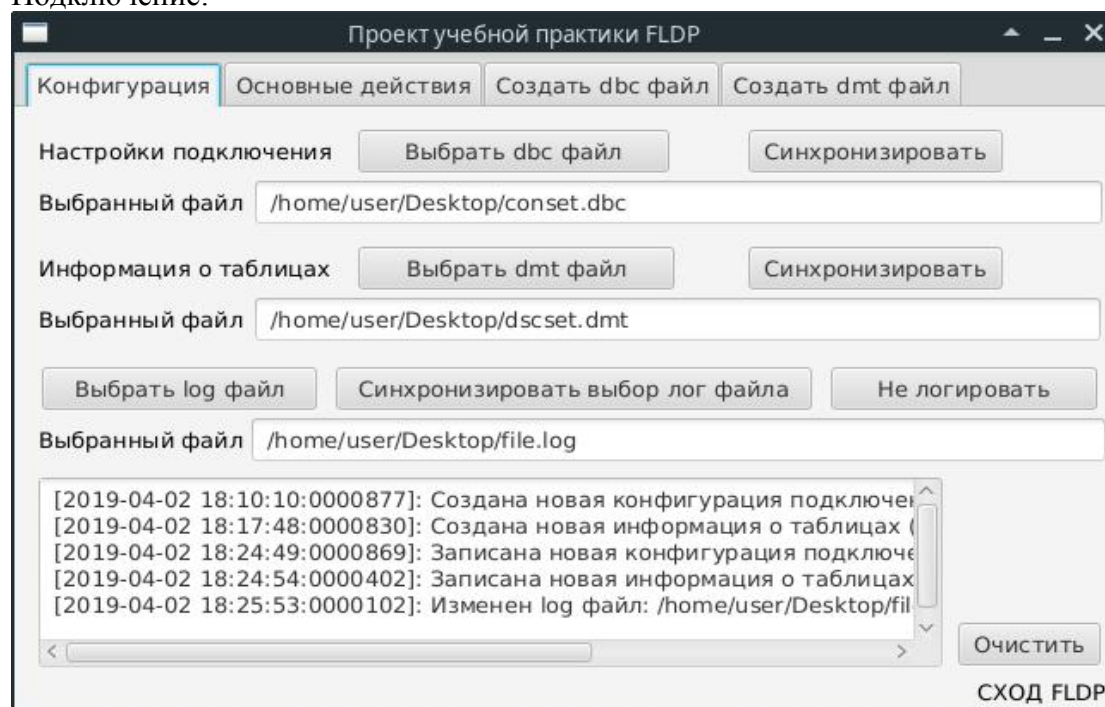 Подключение:
Проект учебной практики FLDP
Конфигурация Основные действия Создать dbc файл Создать dmt файл
Настройки подключения Выбрать dbc файл Синхронизировать
Выбранный файл /home/user/Desktop/conset.dbc
Информация о таблицах Выбрать dmt файл Синхронизировать
Выбранный файл /home/user/Desktop/dscset.dmt
Выбрать log файл Синхронизировать выбор лог файла Не логировать
Выбранный файл /home/user/Desktop/file.log
[2019-04-02 18:10:10:0000877]: Создана новая конфигурация подключен
[2019-04-02 18:17:48:0000830]: Создана новая информация о таблицах (
[2019-04-02 18:24:49:0000869]: Записана новая конфигурация подключе
[2019-04-02 18:24:54:0000402]: Записана новая информация о таблицах
[2019-04-02 18:25:53:0000102]: Изменен log файл: /home/user/Desktop/fil
Очистить
СХОД FLDP